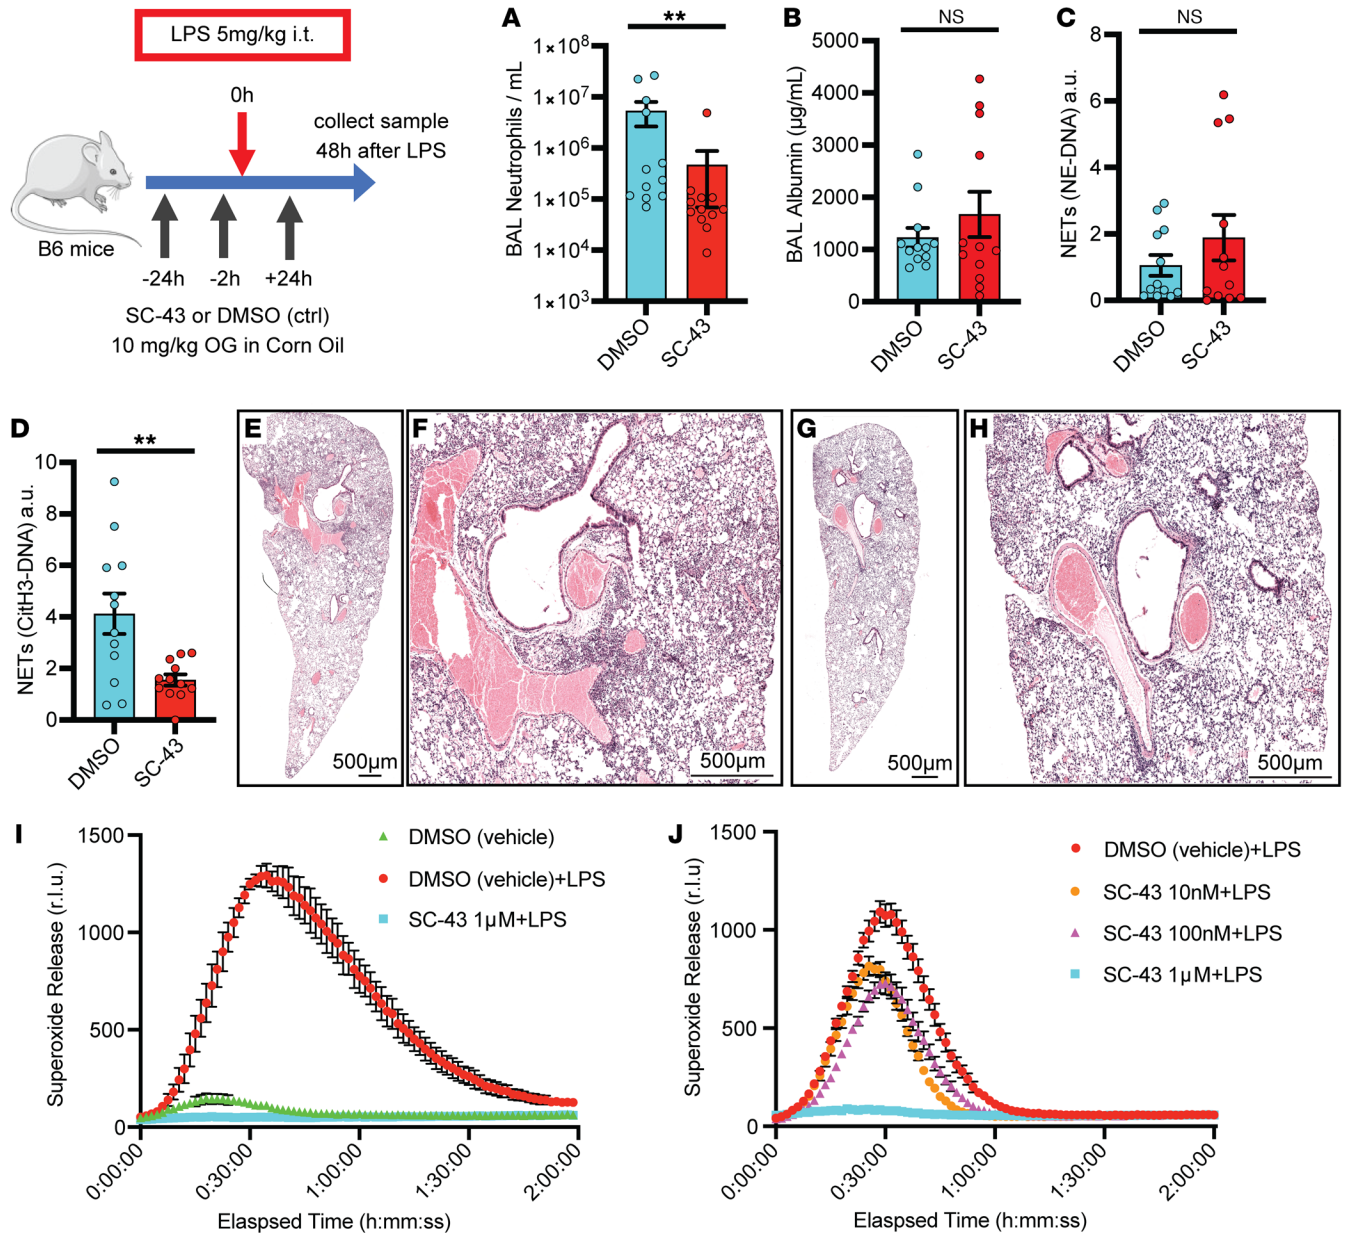 LPS 5mg/kg i.t.
0h
collect sample
48h after LPS
B6 mice
-24h
-2h
+24h
SC-43 or DMSO (ctrl)
10 mg/kg OG in Corn Oil
A
**
BAL Neutrophils / mL
1×10⁸
1×10⁷
1×10⁶
1×10⁵
1×10⁴
1×10³
DMSO
SC-43
B
NS
BAL Albumin (µg/mL)
5000
4000
3000
2000
1000
0
DMSO
SC-43
C
NS
NETs (NE-DNA) a.u.
8
6
4
2
0
DMSO
SC-43
D
**
NETs (CitH3-DNA) a.u.
10
8
6
4
2
0
DMSO
SC-43
E
500µm
F
500µm
G
500µm
H
500µm
I
Superoxide Release (r.l.u.)
1500
1000
500
0
DMSO (vehicle)
DMSO (vehicle)+LPS
SC-43 1µM+LPS
0:00:00
0:30:00
1:00:00
1:30:00
2:00:00
Elaspsed Time (h:mm:ss)
J
Superoxide Release (r.l.u)
1500
1000
500
0
DMSO (vehicle)+LPS
SC-43 10nM+LPS
SC-43 100nM+LPS
SC-43 1µM+LPS
0:00:00
0:30:00
1:00:00
1:30:00
2:00:00
Elaspsed Time (h:mm:ss)